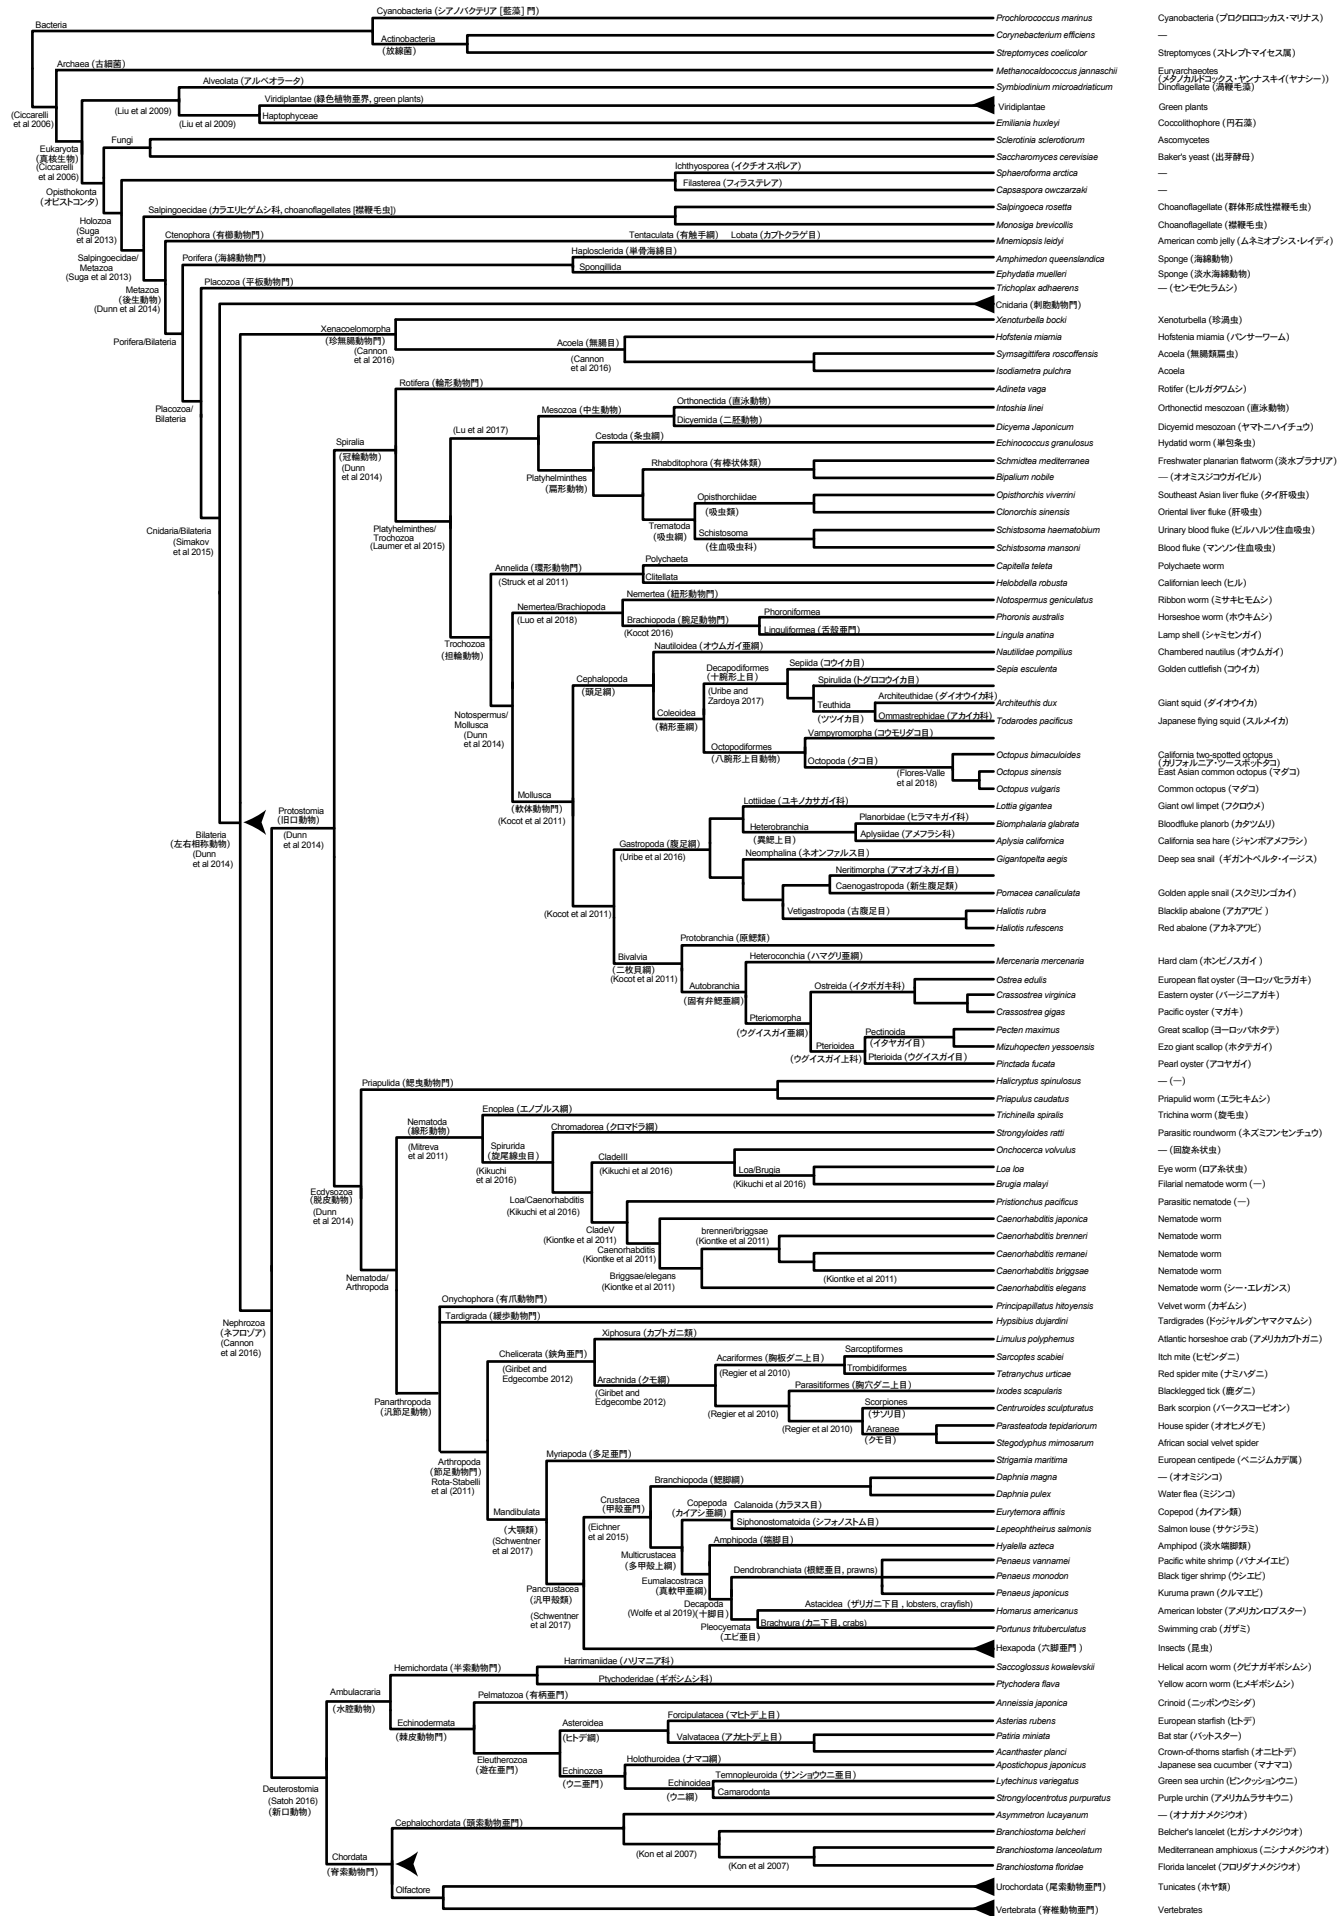 Cyanobacteria (シアノバクテリア [藍藻] 門)
Bacteria
Prochlorococcus marinus
Cyanobacteria (プロクロロコッカス・マリナス)
Actinobacteria
(放線菌)
Corynebacterium efficiens
—
Streptomyces coelicolor
Streptomyces (ストレプトマイセス属)
Archaea (古細菌)
Methanocaldococcus jannaschii
Euryarchaeotes
(メタノカルドコックス・ヤンナスキイ(ヤナシー))
Alveolata (アルベオラータ)
Symbiodinium microadriaticum
Dinoflagellate (渦鞭毛藻)
(Ciccarelli
et al 2006)
(Liu et al 2009)
Viridiplantae (緑色植物亜界, green plants)
Viridiplantae
Green plants
(Liu et al 2009)
Haptophyceae
Emiliania huxleyi
Coccolithophore (円石藻)
Eukaryota
(真核生物)
(Ciccarelli
et al 2006)
Fungi
Sclerotinia sclerotiorum
Ascomycetes
Saccharomyces cerevisiae
Baker's yeast (出芽酵母)
Opisthokonta
(オピストコンタ)
Ichthyosporea (イクチオスポレア)
Sphaeroforma arctica
—
Filasterea (フィラステレア)
Capsaspora owczarzaki
—
Holozoa
(Suga
et al 2013)
Salpingoecidae (カラエリヒゲムシ科, choanoflagellates [襟鞭毛虫])
Salpingoeca rosetta
Choanoflagellate (群体形成性襟鞭毛虫)
Monosiga brevicollis
Choanoflagellate (襟鞭毛虫)
Salpingoecidae/
Metazoa
(Suga et al 2013)
Ctenophora (有櫛動物門)
Tentaculata (有触手綱)
Lobata (カブトクラゲ目)
Mnemiopsis leidyi
American comb jelly (ムネミオプシス・レイディ)
Metazoa
(後生動物)
(Dunn et al 2014)
Porifera (海綿動物門)
Haplosclerida (単骨海綿目)
Amphimedon queenslandica
Sponge (海綿動物)
Spongillida
Ephydatia muelleri
Sponge (淡水海綿動物)
Porifera/Bilateria
Placozoa (平板動物門)
Trichoplax adhaerens
— (センモウヒラムシ)
Cnidaria (刺胞動物門)
Placozoa/
Bilateria
Xenacoelomorpha
(珍無腸動物門)
(Cannon
et al 2016)
Xenoturbella bocki
Xenoturbella (珍渦虫)
Acoela (無腸目)
(Cannon
et al 2016)
Hofstenia miamia
Hofstenia miamia (パンサーワーム)
Symsagittifera roscoffensis
Acoela (無腸類扁虫)
Isodiametra pulchra
Acoela
Cnidaria/Bilateria
(Simakov
et al 2015)
Spiralia
(冠輪動物)
(Dunn
et al 2014)
Rotifera (輪形動物門)
Adineta vaga
Rotifer (ヒルガタワムシ)
(Lu et al 2017)
Mesozoa (中生動物)
Orthonectida (直泳動物)
Intoshia linei
Orthonectid mesozoan (直泳動物)
Dicyemida (二胚動物)
Dicyema Japonicum
Dicyemid mesozoan (ヤマトニハイチュウ)
Platyhelminthes
(扁形動物)
Cestoda (条虫綱)
Echinococcus granulosus
Hydatid worm (単包条虫)
Rhabditophora (有棒状体類)
Schmidtea mediterranea
Freshwater planarian flatworm (淡水プラナリア)
Bipalium nobile
— (オオミスジコウガイビル)
Trematoda
(吸虫綱)
Opisthorchiidae
(吸虫類)
Opisthorchis viverrini
Southeast Asian liver fluke (タイ肝吸虫)
Clonorchis sinensis
Oriental liver fluke (肝吸虫)
Schistosoma
(住血吸虫科)
Schistosoma haematobium
Urinary blood fluke (ビルハルツ住血吸虫)
Schistosoma mansoni
Blood fluke (マンソン住血吸虫)
Platyhelminthes/
Trochozoa
(Laumer et al 2015)
Annelida (環形動物門)
(Struck et al 2011)
Polychaeta
Capitella teleta
Polychaete worm
Clitellata
Helobdella robusta
Californian leech (ヒル)
Trochozoa
(担輪動物)
Nemertea/Brachiopoda
(Luo et al 2018)
Nemertea (紐形動物門)
Notospermus geniculatus
Ribbon worm (ミサキヒモムシ)
Brachiopoda (腕足動物門)
(Kocot 2016)
Phoroniformea
Phoronis australis
Horseshoe worm (ホウキムシ)
Linguliformea (舌殻亜門)
Lingula anatina
Lamp shell (シャミセンガイ)
Notospermus/
Mollusca
(Dunn
et al 2014)
Cephalopoda
(頭足綱)
Nautiloidea (オウムガイ亜綱)
Nautilidae pompilius
Chambered nautilus (オウムガイ)
Coleoidea
(鞘形亜綱)
Decapodiformes
(十腕形上目)
(Uribe and
Zardoya 2017)
Sepiida (コウイカ目)
Sepia esculenta
Golden cuttlefish (コウイカ)
Spirulida (トグロコウイカ目)
Teuthida
(ツツイカ目)
Architeuthidae (ダイオウイカ科)
Architeuthis dux
Giant squid (ダイオウイカ)
Ommastrephidae (アカイカ科)
Todarodes pacificus
Japanese flying squid (スルメイカ)
Octopodiformes
(八腕形上目動物)
Vampyromorpha (コウモリダコ目)
Octopoda (タコ目)
(Flores-Valle
et al 2018)
Octopus bimaculoides
California two-spotted octopus
(カリフォルニア・ツースポットタコ)
Octopus sinensis
East Asian common octopus (マダコ)
Octopus vulgaris
Common octopus (マダコ)
Mollusca
(軟体動物門)
(Kocot et al 2011)
Gastropoda (腹足綱)
(Uribe et al 2016)
Lottiidae (ユキノカサガイ科)
Lottia gigantea
Giant owl limpet (フクロウメ)
Heterobranchia
(異鰓上目)
Planorbidae (ヒラマキガイ科)
Biomphalaria glabrata
Bloodfluke planorb (カタツムリ)
Aplysiidae (アメフラシ科)
Aplysia californica
California sea hare (ジャンボアメフラシ)
Neomphalina (ネオンファルス目)
Gigantopelta aegis
Deep sea snail (ギガントペルタ・イージス)
Neritimorpha (アマオブネガイ目)
Caenogastropoda (新生腹足類)
Pomacea canaliculata
Golden apple snail (スクミリンゴカイ)
Vetigastropoda (古腹足目)
Haliotis rubra
Blacklip abalone (アカアワビ )
Haliotis rufescens
Red abalone (アカネアワビ)
(Kocot et al 2011)
Bivalvia
(二枚貝綱)
(Kocot et al 2011)
Protobranchia (原鰓類)
Autobranchia
(固有弁鰓亜綱)
Heteroconchia (ハマグリ亜綱)
Mercenaria mercenaria
Hard clam (ホンビノスガイ )
Pteriomorpha
(ウグイスガイ亜綱)
Ostreida (イタボガキ科)
Ostrea edulis
European flat oyster (ヨーロッパヒラガキ)
Crassostrea virginica
Eastern oyster (バージニアガキ)
Crassostrea gigas
Pacific oyster (マガキ)
Pterioidea
(ウグイスガイ上科)
Pectinoida
(イタヤガイ目)
Pecten maximus
Great scallop (ヨーロッパホタテ)
Mizuhopecten yessoensis
Ezo giant scallop (ホタテガイ)
Pterioida (ウグイスガイ目)
Pinctada fucata
Pearl oyster (アコヤガイ)
Protostomia
(旧口動物)
(Dunn
et al 2014)
Bilateria
(左右相称動物)
(Dunn
et al 2014)
Priapulida (鰓曳動物門)
Halicryptus spinulosus
— (—)
Priapulus caudatus
Priapulid worm (エラヒキムシ)
Nematoda
(線形動物)
(Mitreva
et al 2011)
Enoplea (エノプルス綱)
Trichinella spiralis
Trichina worm (旋毛虫)
Spirurida
(旋尾線虫目)
(Kikuchi
et al 2016)
Chromadorea (クロマドラ綱)
Strongyloides ratti
Parasitic roundworm (ネズミフンセンチュウ)
Loa/Caenorhabditis
(Kikuchi et al 2016)
CladeIII
(Kikuchi et al 2016)
Onchocerca volvulus
— (回旋糸状虫)
Loa/Brugia
(Kikuchi et al 2016)
Loa loa
Eye worm (ロア糸状虫)
Brugia malayi
Filarial nematode worm (—)
CladeV
(Kiontke et al 2011)
Pristionchus pacificus
Parasitic nematode (—)
Caenorhabditis
(Kiontke et al 2011)
Caenorhabditis japonica
Nematode worm
brenneri/briggsae
(Kiontke et al 2011)
Caenorhabditis brenneri
Nematode worm
Caenorhabditis remanei
Nematode worm
(Kiontke et al 2011)
Caenorhabditis briggsae
Nematode worm
Briggsae/elegans
(Kiontke et al 2011)
Caenorhabditis elegans
Nematode worm (シー・エレガンス)
Ecdysozoa
(脱皮動物)
(Dunn
et al 2014)
Nematoda/
Arthropoda
Nephrozoa
(ネフロゾア)
(Cannon
et al 2016)
Onychophora (有爪動物門)
Principapillatus hitoyensis
Velvet worm (カギムシ)
Tardigrada (緩歩動物門)
Hypsibius dujardini
Tardigrades (ドゥジャルダンヤマクマムシ)
Panarthropoda
(汎節足動物)
Chelicerata (鋏角亜門)
(Giribet and
Edgecombe 2012)
Xiphosura (カブトガニ類)
Limulus polyphemus
Atlantic horseshoe crab (アメリカカブトガニ)
Arachnida (クモ綱)
(Giribet and
Edgecombe 2012)
Acariformes (胸板ダニ上目)
(Regier et al 2010)
Sarcoptiformes
Sarcoptes scabiei
Itch mite (ヒゼンダニ)
Trombidiformes
Tetranychus urticae
Red spider mite (ナミハダニ)
(Regier et al 2010)
Parasitiformes (胸穴ダニ上目)
Ixodes scapularis
Blacklegged tick (鹿ダニ)
(Regier et al 2010)
Scorpiones
(サソリ目)
Centruroides sculpturatus
Bark scorpion (バークスコーピオン)
Araneae
(クモ目)
Parasteatoda tepidariorum
House spider (オオヒメグモ)
Stegodyphus mimosarum
African social velvet spider
Arthropoda
(節足動物門)
Rota-Stabelli
et al (2011)
Myriapoda (多足亜門)
Strigamia maritima
European centipede (ベニジムカデ属)
Mandibulata
(大顎類)
(Schwentner
et al 2017)
Crustacea
(甲殻亜門)
(Eichner
et al 2015)
Branchiopoda (鰓脚綱)
Daphnia magna
— (オオミジンコ)
Daphnia pulex
Water flea (ミジンコ)
Copepoda
(カイアシ亜綱)
Calanoida (カラヌス目)
Eurytemora affinis
Copepod (カイアシ類)
Siphonostomatoida (シフォノストム目)
Lepeophtheirus salmonis
Salmon louse (サケジラミ)
Multicrustacea
(多甲殻上綱)
Amphipoda (端脚目)
Hyalella azteca
Amphipod (淡水端脚類)
Eumalacostraca
(真軟甲亜綱)
Dendrobranchiata (根鰓亜目, prawns)
Penaeus vannamei
Pacific white shrimp (バナメイエビ)
Penaeus monodon
Black tiger shrimp (ウシエビ)
Penaeus japonicus
Kuruma prawn (クルマエビ)
Decapoda
(Wolfe et al 2019)(十脚目)
Pleocyemata
(エビ亜目)
Astacidea (ザリガニ下目 , lobsters, crayfish)
Homarus americanus
American lobster (アメリカンロブスター)
Brachyura (カニ下目, crabs)
Portunus trituberculatus
Swimming crab (ガザミ)
Pancrustacea
(汎甲殻類)
(Schwentner
et al 2017)
Hexapoda (六脚亜門 )
Insects (昆虫)
Ambulacraria
(水腔動物)
Hemichordata (半索動物門)
Harrimaniidae (ハリマニア科)
Saccoglossus kowalevskii
Helical acorn worm (クビナガギボシムシ)
Ptychoderidae (ギボシムシ科)
Ptychodera flava
Yellow acorn worm (ヒメギボシムシ)
Echinodermata
(棘皮動物門)
Pelmatozoa (有柄亜門)
Anneissia japonica
Crinoid (ニッポンウミシダ)
Eleutherozoa
(遊在亜門)
Asteroidea
(ヒトデ綱)
Forcipulatacea (マヒトデ上目)
Asterias rubens
European starfish (ヒトデ)
Valvatacea (アカヒトデ上目)
Patiria miniata
Bat star (バットスター)
Acanthaster planci
Crown-of-thorns starfish (オニヒトデ)
Echinozoa
(ウニ亜門)
Holothuroidea (ナマコ綱)
Apostichopus japonicus
Japanese sea cucumber (マナマコ)
Echinoidea
(ウニ綱)
Temnopleuroida (サンショウウニ亜目)
Lytechinus variegatus
Green sea urchin (ピンクッションウニ)
Camarodonta
Strongylocentrotus purpuratus
Purple urchin (アメリカムラサキウニ)
Deuterostomia
(Satoh 2016)
(新口動物)
Chordata
(脊索動物門)
Cephalochordata (頭索動物亜門)
Asymmetron lucayanum
— (オナガナメクジウオ)
(Kon et al 2007)
Branchiostoma belcheri
Belcher's lancelet (ヒガシナメクジウオ)
(Kon et al 2007)
Branchiostoma lanceolatum
Mediterranean amphioxus (ニシナメクジウオ)
Branchiostoma floridae
Florida lancelet (フロリダナメクジウオ)
Olfactore
Urochordata (尾索動物亜門)
Tunicates (ホヤ類)
Vertebrata (脊椎動物亜門)
Vertebrates